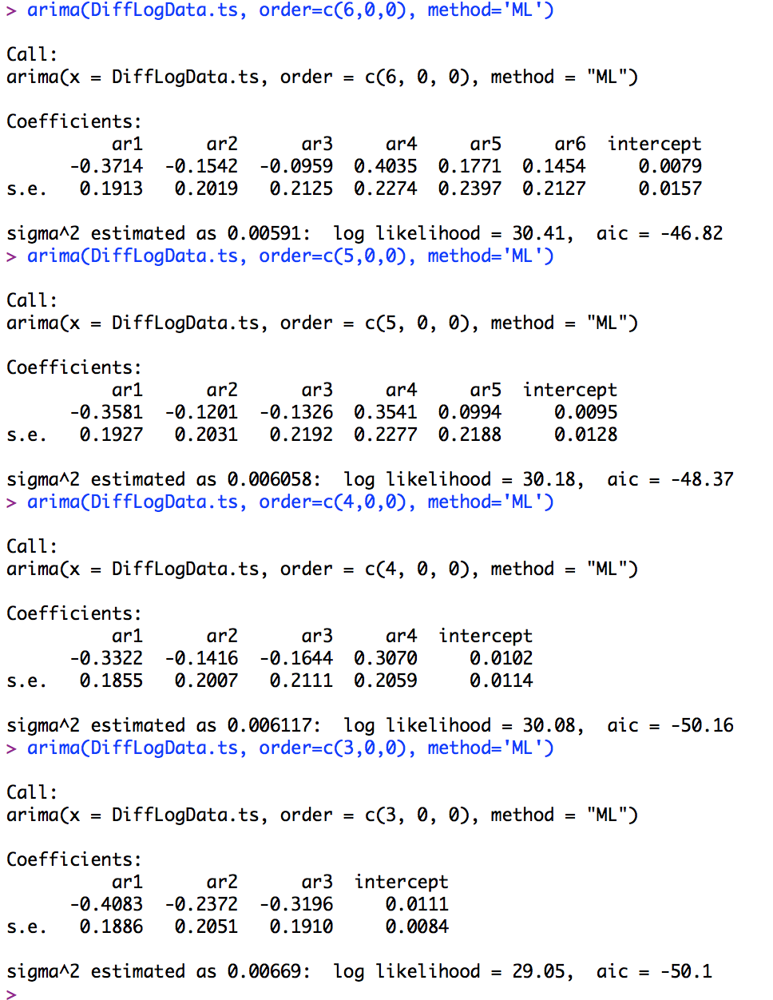 > arima(DiffLogData.ts, order=c(6,0,0), method='ML')
Call:
arima(x = DiffLogData.ts, order = c(6, 0, 0), method = "ML")
Coefficients:
ar1 ar2 ar3 ar4 ar5 ar6 intercept
-0.3714 -0.1542 -0.0959 0.4035 0.1771 0.1454 0.0079
s.e. 0.1913 0.2019 0.2125 0.2274 0.2397 0.2127 0.0157
sigma^2 estimated as 0.00591: log likelihood = 30.41, aic = -46.82
> arima(DiffLogData.ts, order=c(5,0,0), method='ML')
Call:
arima(x = DiffLogData.ts, order = c(5, 0, 0), method = "ML")
Coefficients:
ar1 ar2 ar3 ar4 ar5 intercept
-0.3581 -0.1201 -0.1326 0.3541 0.0994 0.0095
s.e. 0.1927 0.2031 0.2192 0.2277 0.2188 0.0128
sigma^2 estimated as 0.006058: log likelihood = 30.18, aic = -48.37
> arima(DiffLogData.ts, order=c(4,0,0), method='ML')
Call:
arima(x = DiffLogData.ts, order = c(4, 0, 0), method = "ML")
Coefficients:
ar1 ar2 ar3 ar4 intercept
-0.3322 -0.1416 -0.1644 0.3070 0.0102
s.e. 0.1855 0.2007 0.2111 0.2059 0.0114
sigma^2 estimated as 0.006117: log likelihood = 30.08, aic = -50.16
> arima(DiffLogData.ts, order=c(3,0,0), method='ML')
Call:
arima(x = DiffLogData.ts, order = c(3, 0, 0), method = "ML")
Coefficients:
ar1 ar2 ar3 intercept
-0.4083 -0.2372 -0.3196 0.0111
s.e. 0.1886 0.2051 0.1910 0.0084
sigma^2 estimated as 0.00669: log likelihood = 29.05, aic = -50.1
>